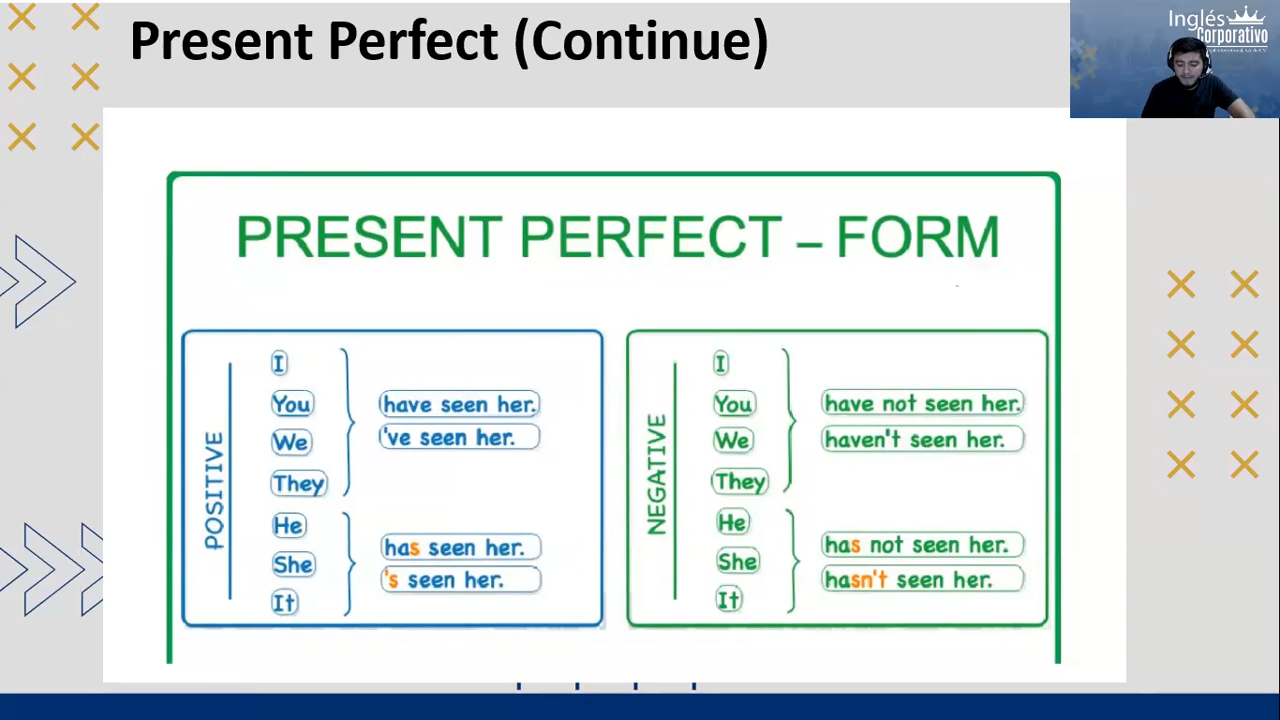 Present Perfect (Continue)
Inglés
Corporativo
PRESENT PERFECT – FORM
POSITIVE
I
You
We
They
have seen her.
've seen her.
He
She
It
has seen her.
's seen her.
NEGATIVE
I
You
We
They
have not seen her.
haven't seen her.
He
She
It
has not seen her.
hasn't seen her.